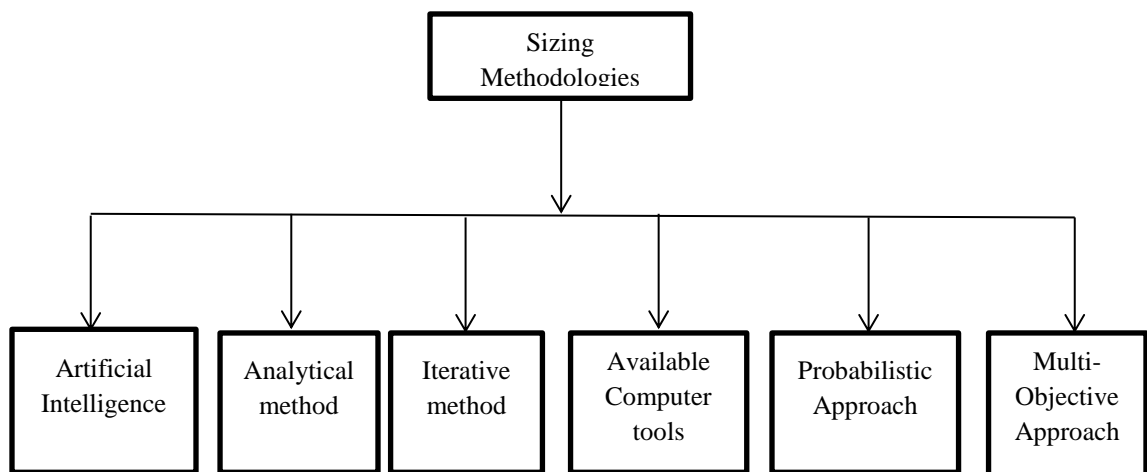 Sizing
Methodologies
Artificial
Intelligence
Analytical
method
Iterative
method
Available
Computer
tools
Probabilistic
Approach
Multi-
Objective
Approach